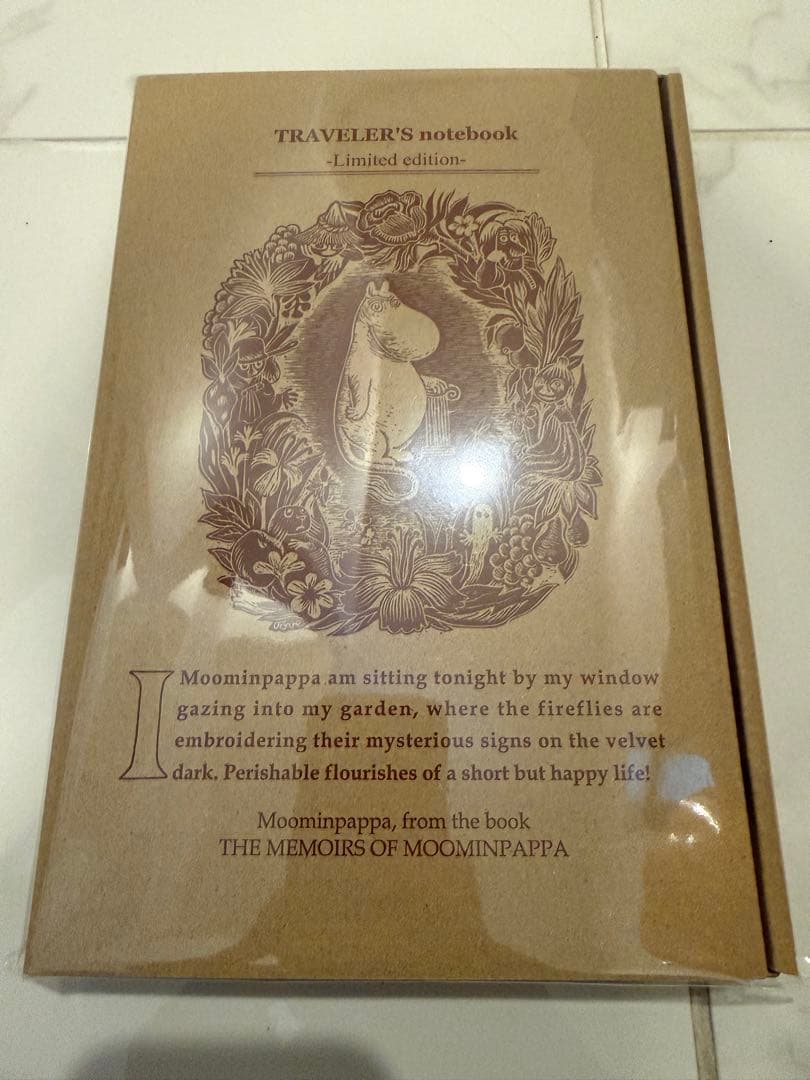 TRAVELER'S notebook
-Limited edition-
I Moominpappa am sitting tonight by my window
gazing into my garden, where the fireflies are
embroidering their mysterious signs on the velvet
dark. Perishable flourishes of a short but happy life!
Moominpappa, from the book
THE MEMOIRS OF MOOMINPAPPA